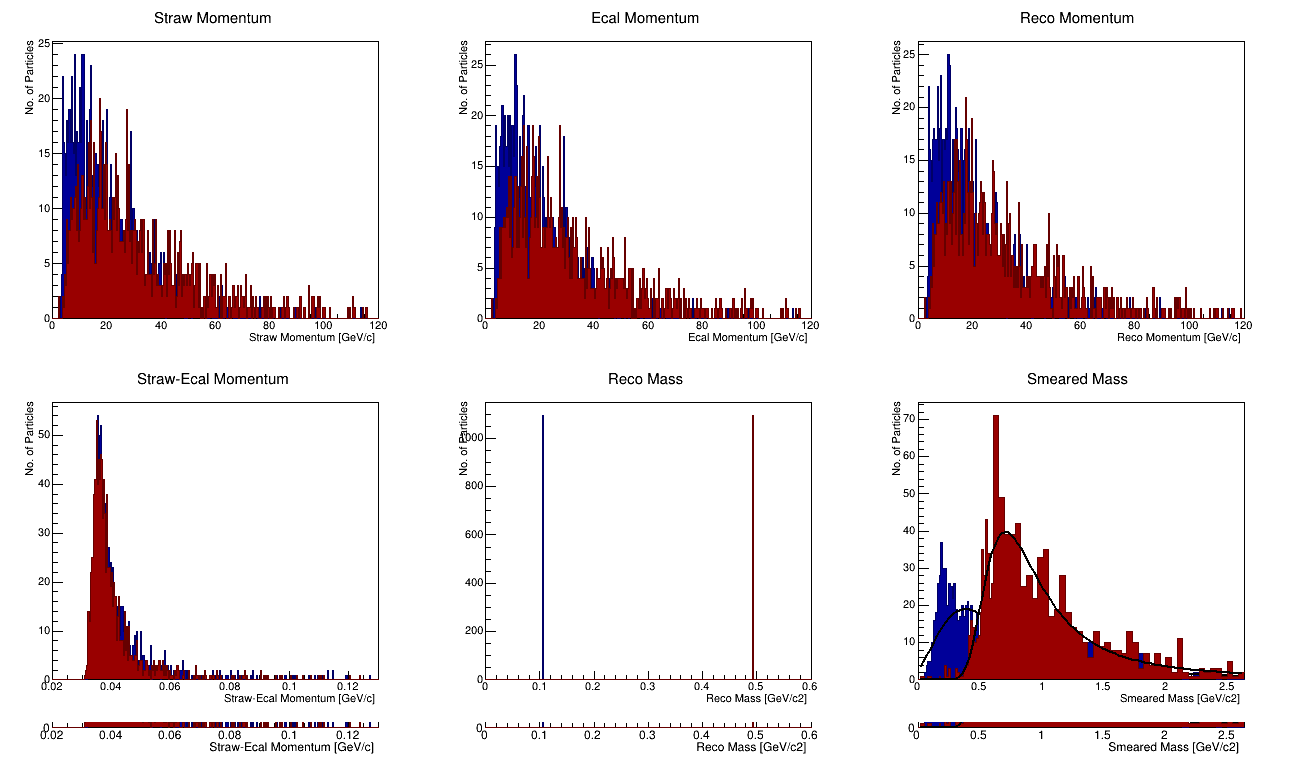 Straw Momentum
No. of Particles
25
20
15
10
5
0
0 20 40 60 80 100 120
Straw Momentum [GeV/c]
Ecal Momentum
No. of Particles
25
20
15
10
5
0
0 20 40 60 80 100 120
Ecal Momentum [GeV/c]
Reco Momentum
No. of Particles
25
20
15
10
5
0
0 20 40 60 80 100 120
Reco Momentum [GeV/c]
Straw-Ecal Momentum
No. of Particles
50
40
30
20
10
0
0.02 0.04 0.06 0.08 0.1 0.12
Straw-Ecal Momentum [GeV/c]
Reco Mass
No. of Particles
1000
800
600
400
200
0
0 0.1 0.2 0.3 0.4 0.5 0.6
Reco Mass [GeV/c2]
Smeared Mass
No. of Particles
70
60
50
40
30
20
10
0
0 0.5 1 1.5 2 2.5
Smeared Mass [GeV/c2]
0
0.02 0.04 0.06 0.08 0.1 0.12
Straw-Ecal Momentum [GeV/c]
0
0 0.1 0.2 0.3 0.4 0.5 0.6
Reco Mass [GeV/c2]
0
0 0.5 1 1.5 2 2.5
Smeared Mass [GeV/c2]